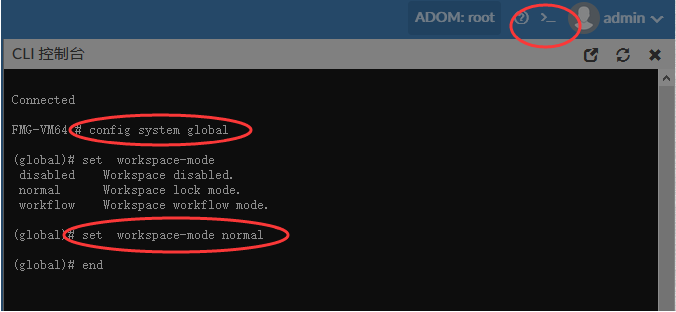 ADOM: root admin
CLI 控制台
Connected
FMG-VM64 # config system global
(global)# set  workspace-mode
disabled    Workspace disabled.
normal      Workspace lock mode.
workflow    Workspace workflow mode.
(global)# set  workspace-mode normal
(global)# end